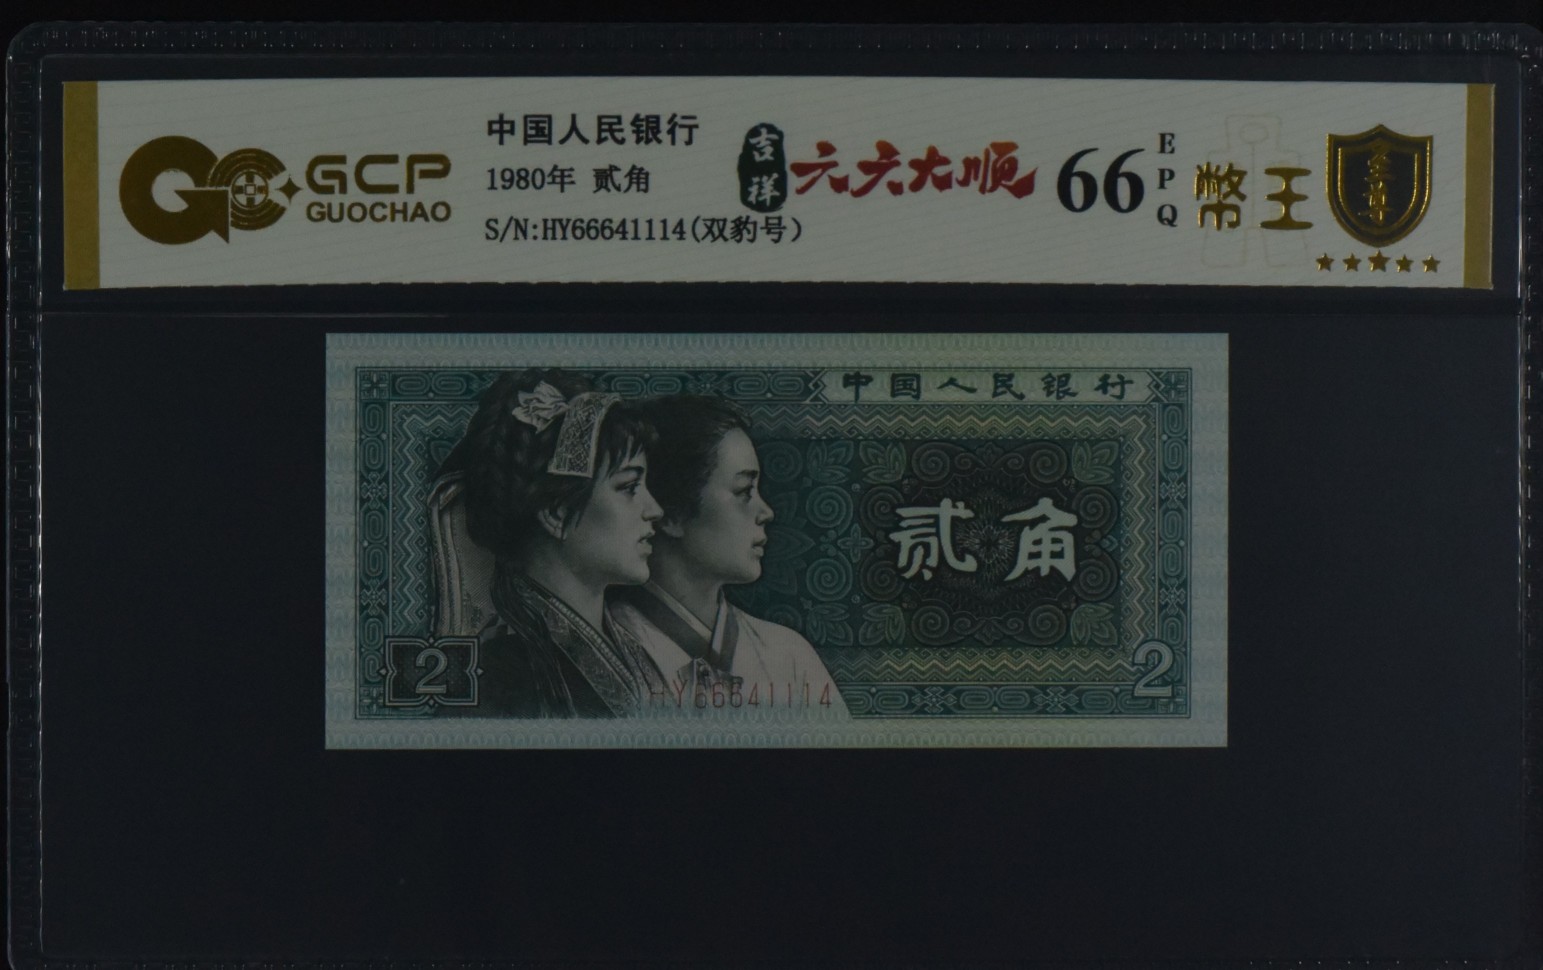 GCP
GUOCHAO
中国人民银行
1980年 贰角
S/N:HY66641114(双豹号)
吉祥
六六大顺
66
EPQ
幣王
至尊
中国人民银行
贰角
2
2
HY66641114